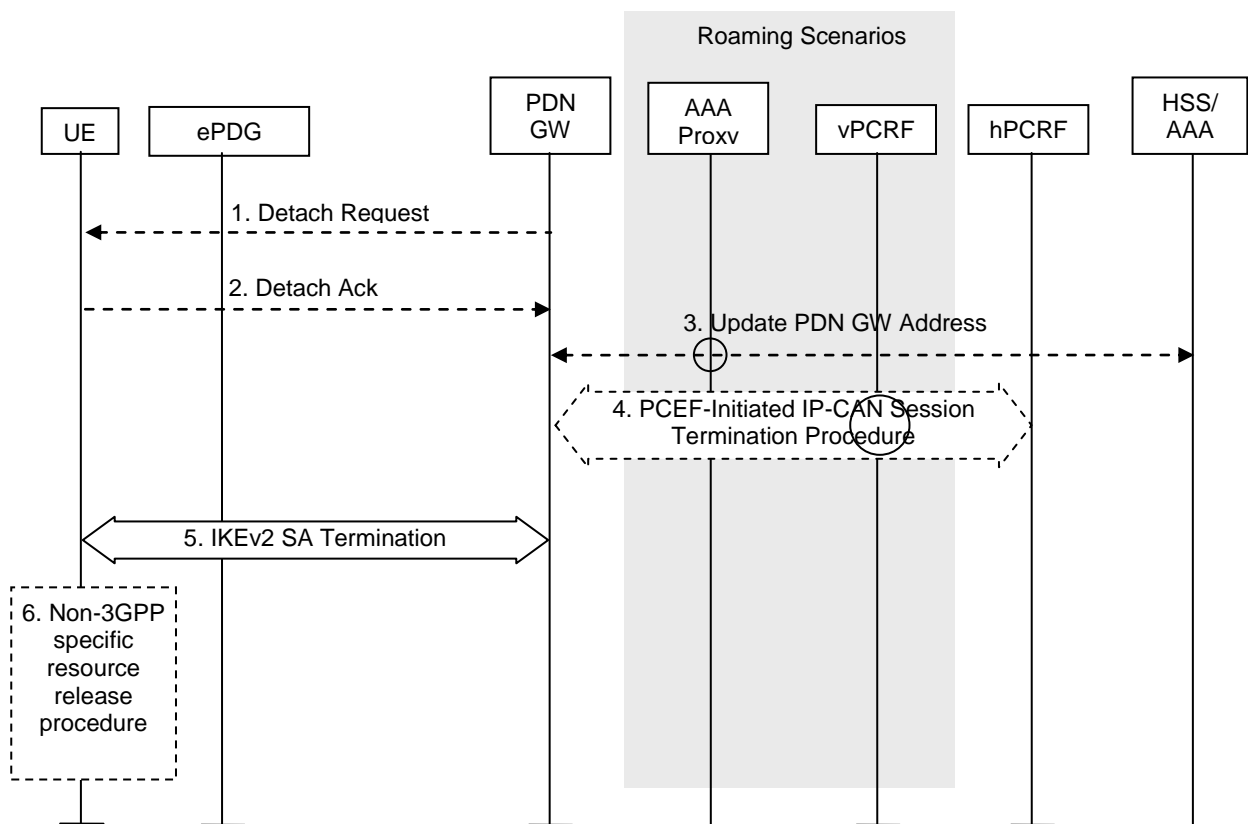 Roaming Scenarios
UE
ePDG
PDN
GW
AAA
Proxy
vPCRF
hPCRF
HSS/
AAA
1. Detach Request
2. Detach Ack
3. Update PDN GW Address
4. PCEF-Initiated IP-CAN Session
Termination Procedure
5. IKEv2 SA Termination
6. Non-3GPP
specific
resource
release
procedure